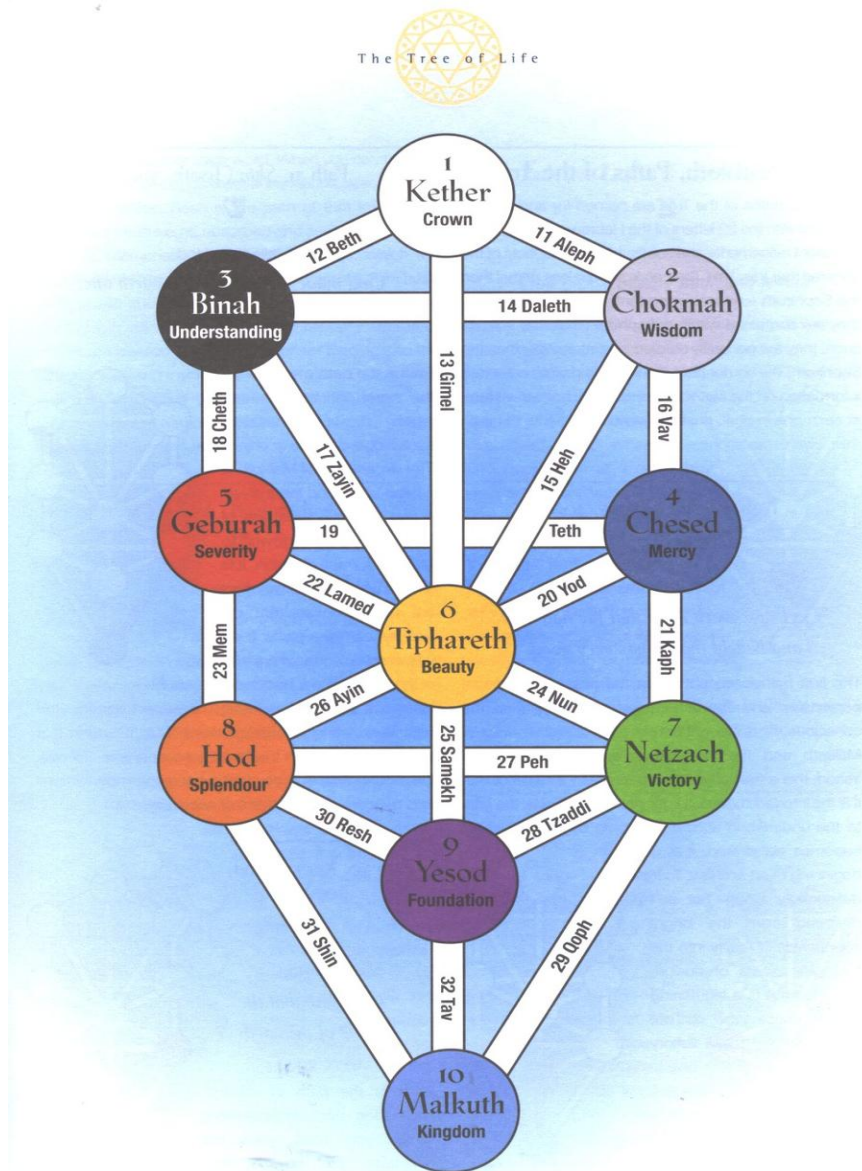 The Tree of Life
1
Kether
Crown
12 Beth
11 Aleph
3
Binah
Understanding
14 Daleth
2
Chokmah
Wisdom
13 Gimel
18 Cheth
17 Zayin
15 Heh
16 Vav
5
Geburah
Severity
19
Teth
4
Chesed
Mercy
22 Lamed
20 Yod
6
Tiphareth
Beauty
23 Mem
21 Kaph
26 Ayin
24 Nun
8
Hod
Splendour
25 Samekh
27 Peh
7
Netzach
Victory
30 Resh
28 Tzaddi
9
Yesod
Foundation
31 Shin
32 Tav
29 Qoph
10
Malkuth
Kingdom